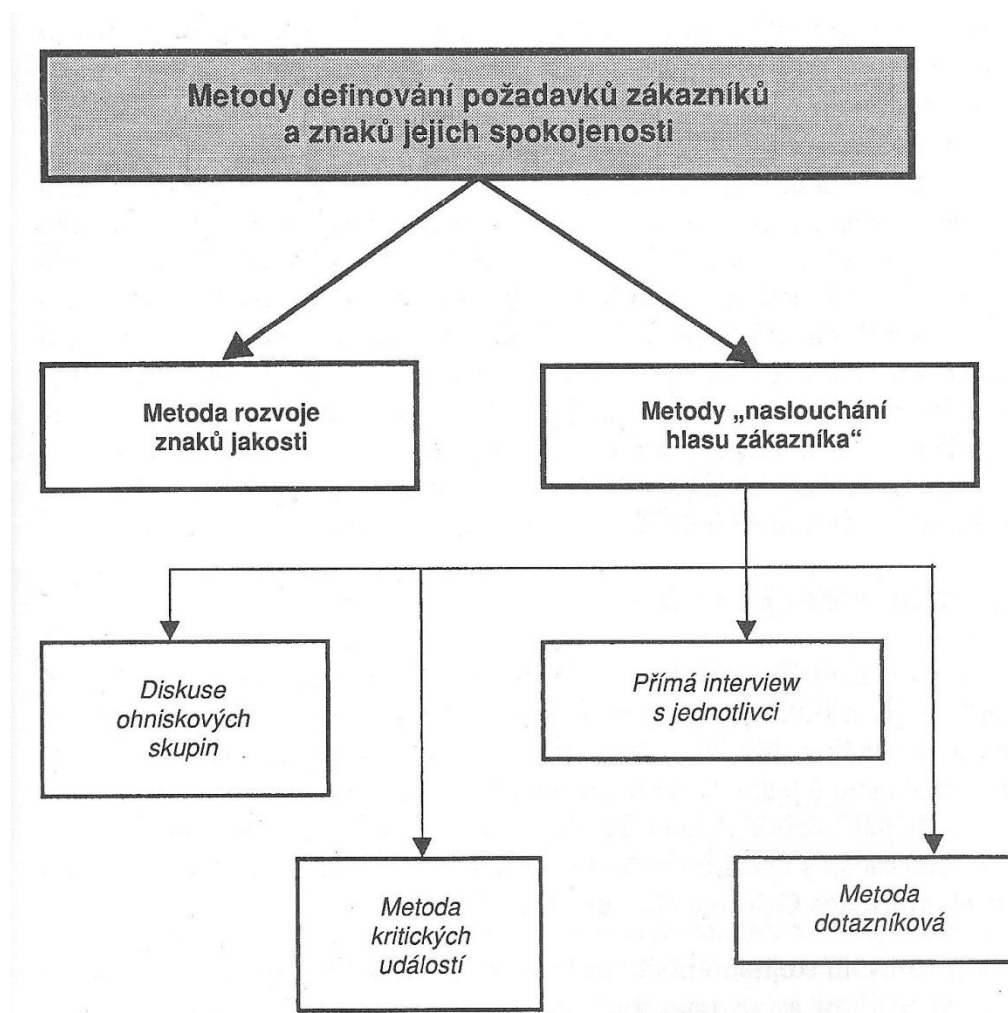 Metody definování požadavků zákazníků
a znaků jejich spokojenosti
Metoda rozvoje
znaků jakosti
Metody „naslouchání
hlasu zákazníka“
Diskuse
ohniskových
skupin
Přímá interview
s jednotlivci
Metoda
kritických
událostí
Metoda
dotazníková